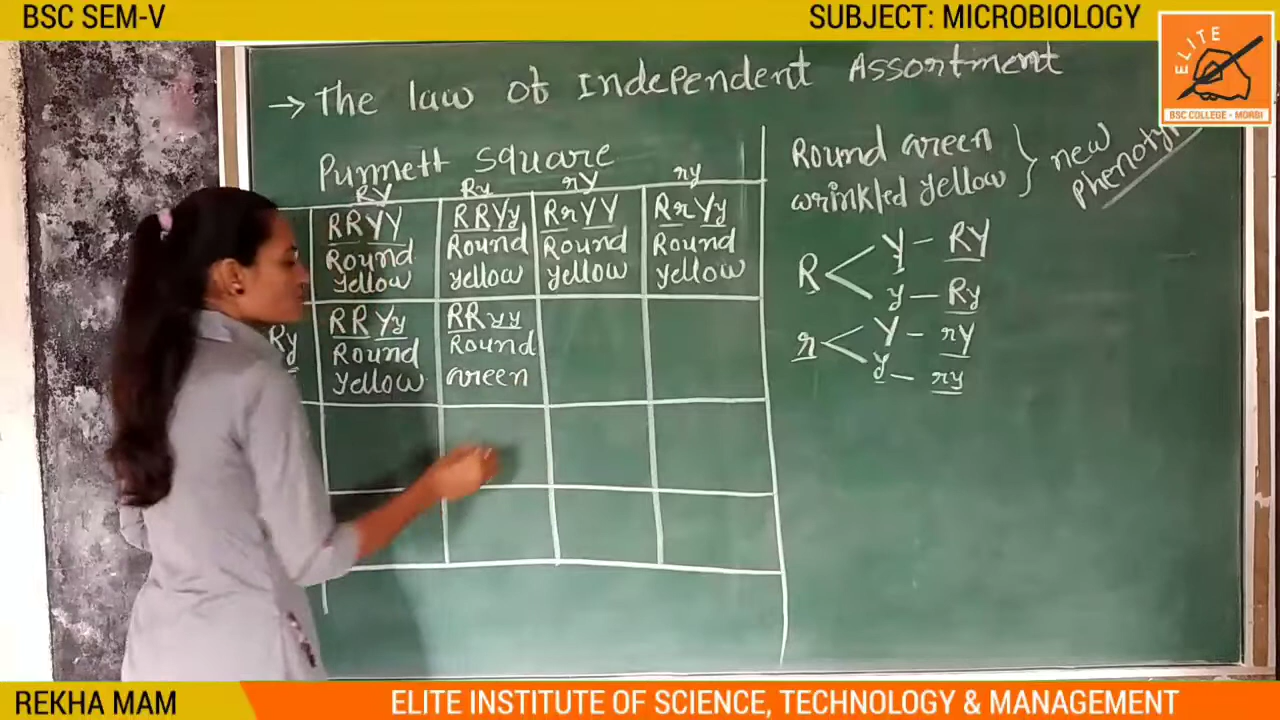 BSC SEM-V
SUBJECT: MICROBIOLOGY
ELITE
BSC COLLEGE - MORBI
→ The law of Independent Assortment
Punnett square
RY Ry rY ry
RRYY RRYy RrYY RrYy
Round Round Round Round
yellow yellow yellow yellow
Ry RRYy RRyy
Round Round
yellow Green
Round Green
wrinkled yellow
new
phenotyp
R < Y - RY
y - Ry
r < Y - rY
y - ry
REKHA MAM
ELITE INSTITUTE OF SCIENCE, TECHNOLOGY & MANAGEMENT